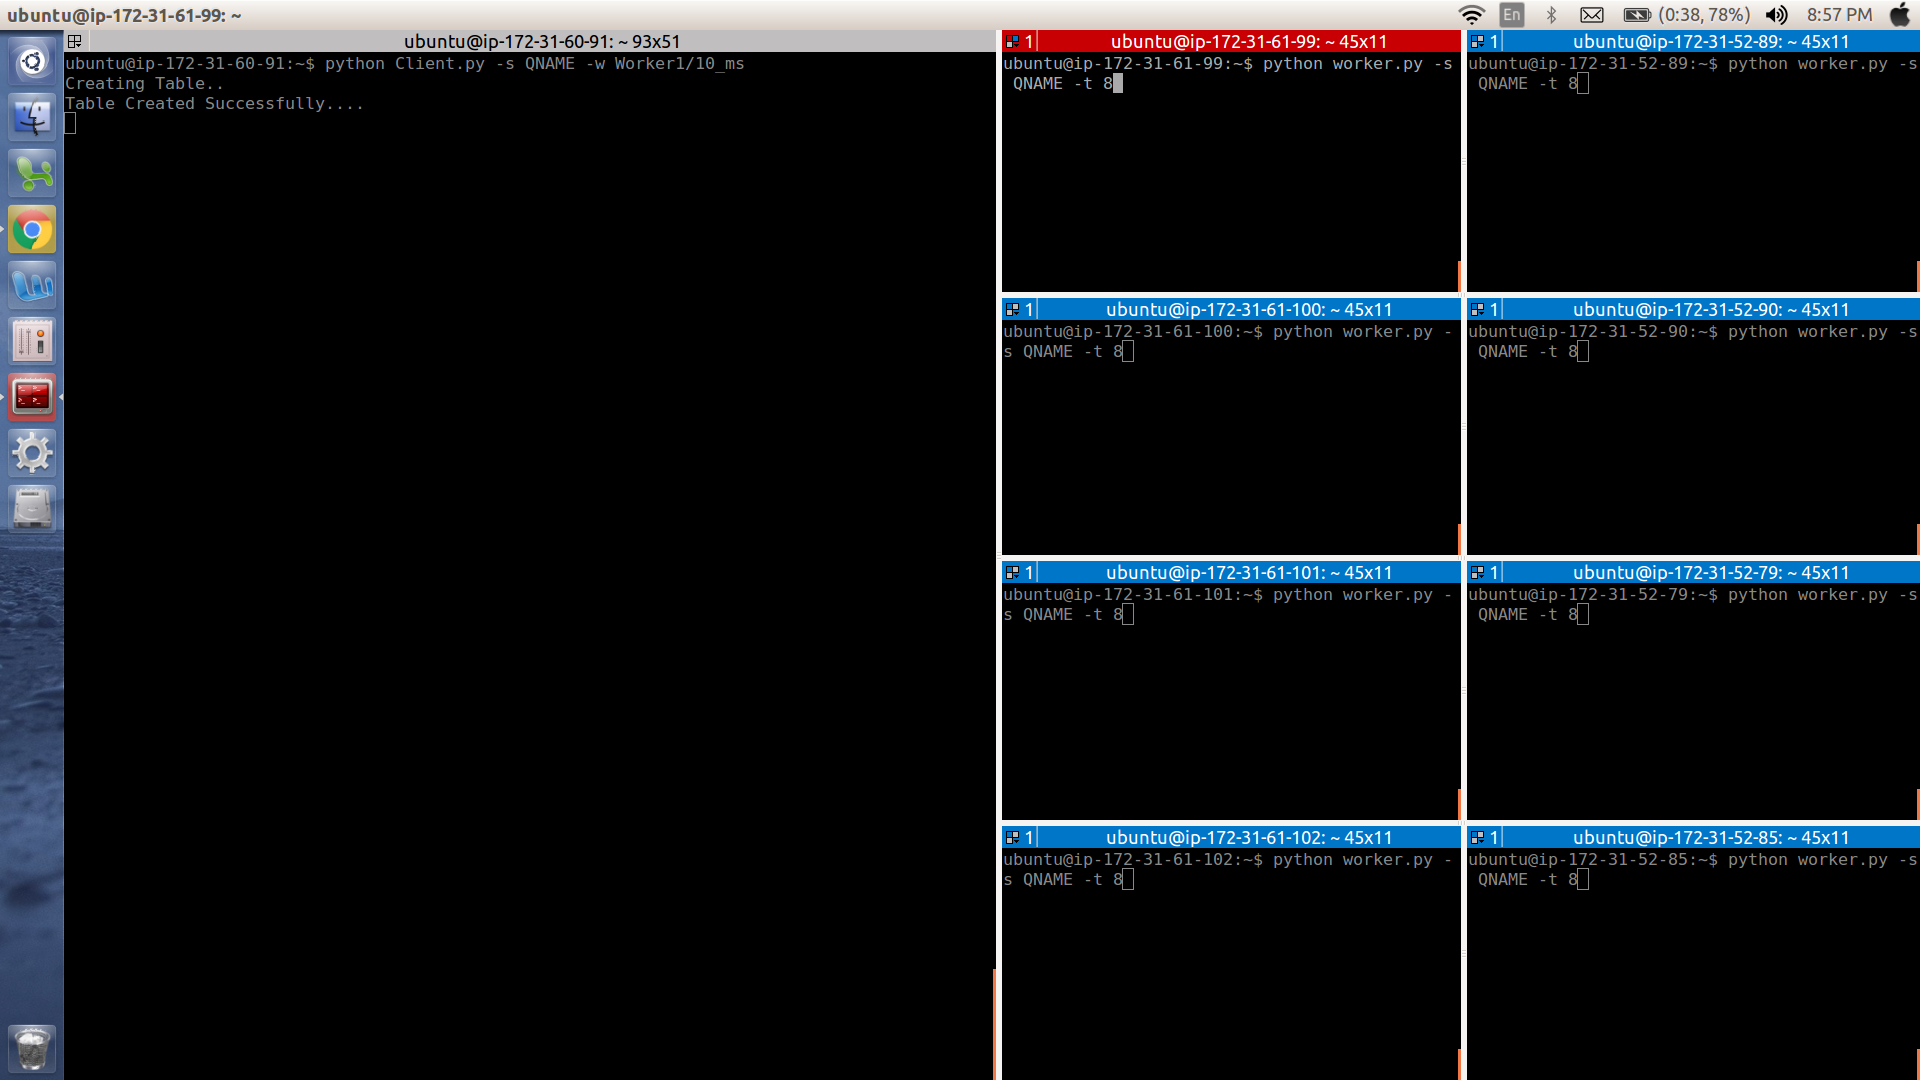 ubuntu@ip-172-31-61-99: ~
En
(0:38, 78%)
8:57 PM
ubuntu@ip-172-31-60-91: ~ 93x51
ubuntu@ip-172-31-60-91:~$ python Client.py -s QNAME -w Worker1/10_ms
Creating Table..
Table Created Successfully....
1
ubuntu@ip-172-31-61-99: ~ 45x11
ubuntu@ip-172-31-61-99:~$ python worker.py -s
QNAME -t 8
1
ubuntu@ip-172-31-52-89: ~ 45x11
ubuntu@ip-172-31-52-89:~$ python worker.py -s
QNAME -t 8
1
ubuntu@ip-172-31-61-100: ~ 45x11
ubuntu@ip-172-31-61-100:~$ python worker.py -
s QNAME -t 8
1
ubuntu@ip-172-31-52-90: ~ 45x11
ubuntu@ip-172-31-52-90:~$ python worker.py -s
QNAME -t 8
1
ubuntu@ip-172-31-61-101: ~ 45x11
ubuntu@ip-172-31-61-101:~$ python worker.py -
s QNAME -t 8
1
ubuntu@ip-172-31-52-79: ~ 45x11
ubuntu@ip-172-31-52-79:~$ python worker.py -s
QNAME -t 8
1
ubuntu@ip-172-31-61-102: ~ 45x11
ubuntu@ip-172-31-61-102:~$ python worker.py -
s QNAME -t 8
1
ubuntu@ip-172-31-52-85: ~ 45x11
ubuntu@ip-172-31-52-85:~$ python worker.py -s
QNAME -t 8